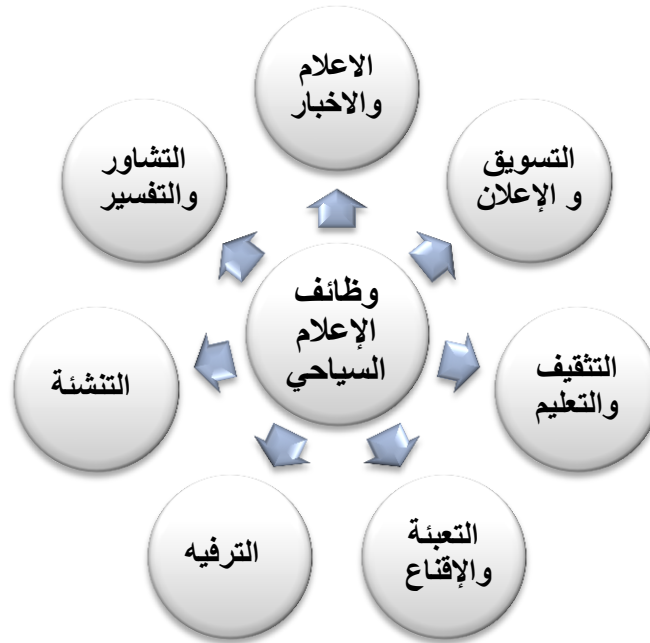 الاعلام
والاخبار
التسويق
و الإعلان
التثقيف
والتعليم
التعبئة
والإقناع
الترفيه
التنشئة
التشاور
والتفسير
وظائف
الإعلام
السياحي